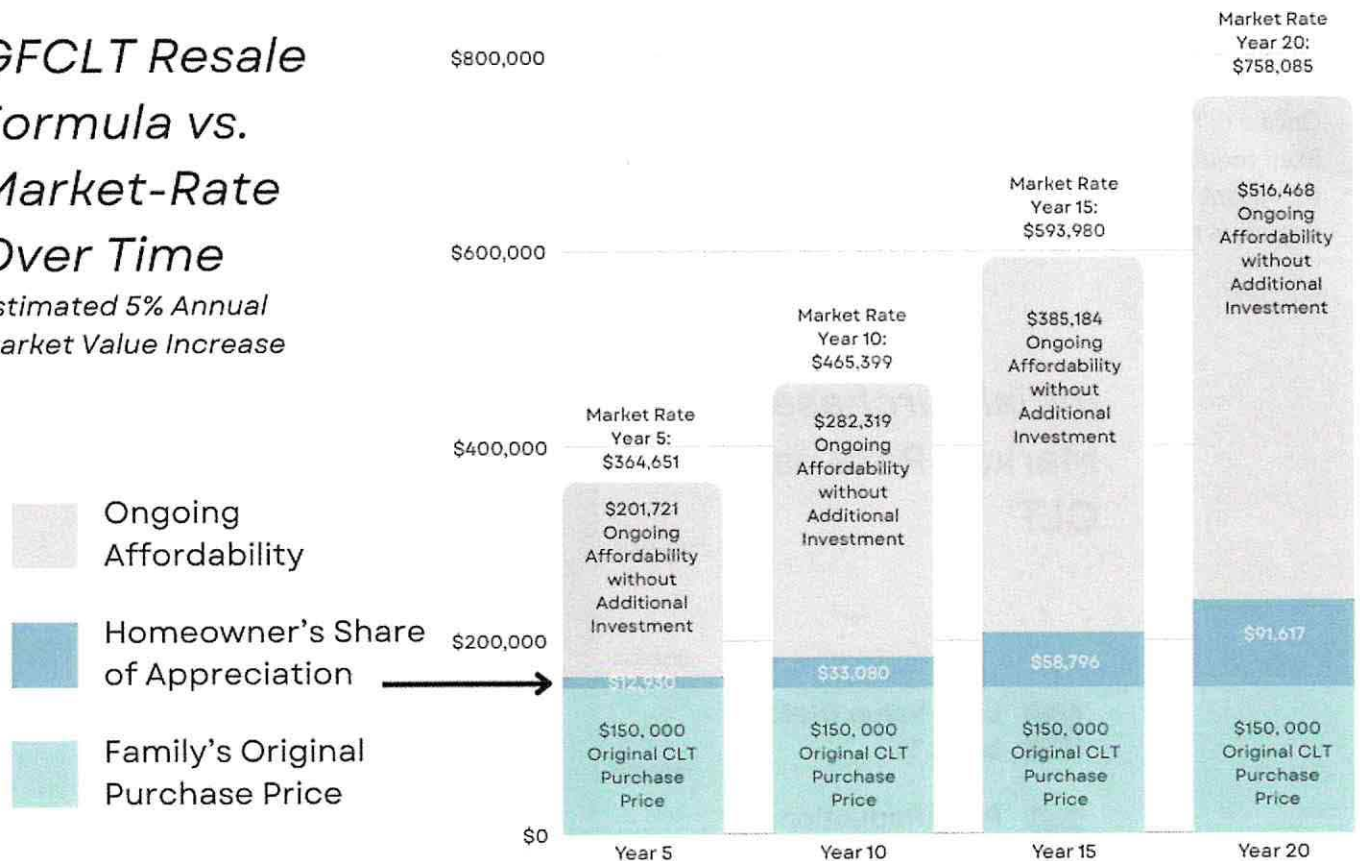 GFCLT Resale
Formula vs.
Market-Rate
Over Time
Estimated 5% Annual
Market Value Increase
Ongoing
Affordability
Homeowner's Share
of Appreciation
Family's Original
Purchase Price
$800,000
$600,000
$400,000
$200,000
$0
Market Rate
Year 5:
$364,651
$201,721
Ongoing
Affordability
without
Additional
Investment
$12,930
$150, 000
Original CLT
Purchase
Price
Year 5
Market Rate
Year 10:
$465,399
$282,319
Ongoing
Affordability
without
Additional
Investment
$33,080
$150, 000
Original CLT
Purchase
Price
Year 10
Market Rate
Year 15:
$593,980
$385,184
Ongoing
Affordability
without
Additional
Investment
$58,796
$150, 000
Original CLT
Purchase
Price
Year 15
Market Rate
Year 20:
$758,085
$516,468
Ongoing
Affordability
without
Additional
Investment
$91,617
$150, 000
Original CLT
Purchase
Price
Year 20